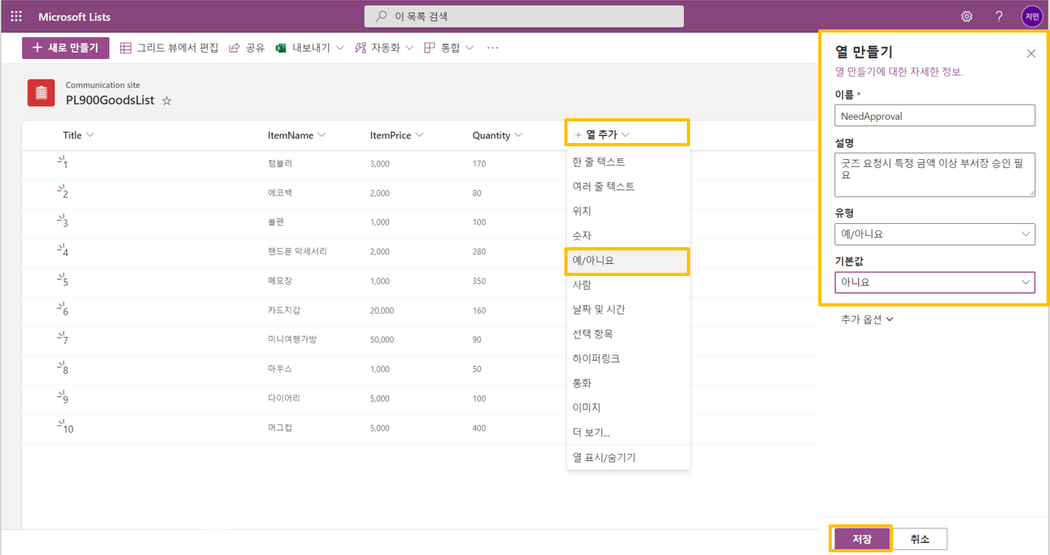 Microsoft Lists
이 목록 검색
?
지민
+ 새로 만들기
그리드 뷰에서 편집
공유
내보내기
자동화
통합
···
Communication site
PL900GoodsList
Title
ItemName
ItemPrice
Quantity
+ 열 추가
1
텀블러
3,000
170
2
에코백
2,000
80
3
볼펜
1,000
100
4
핸드폰 악세서리
2,000
280
5
메모장
1,000
350
6
카드지갑
20,000
160
7
미니여행가방
50,000
90
8
마우스
1,000
50
9
다이어리
5,000
100
10
머그컵
5,000
400
한 줄 텍스트
여러 줄 텍스트
위치
숫자
예/아니요
사람
날짜 및 시간
선택 항목
하이퍼링크
통화
이미지
더 보기...
열 표시/숨기기
열 만들기
열 만들기에 대한 자세한 정보.
이름 *
NeedApproval
설명
굿즈 요청시 특정 금액 이상 부서장 승인 필
요
유형
예/아니요
기본값
아니요
추가 옵션
저장
취소